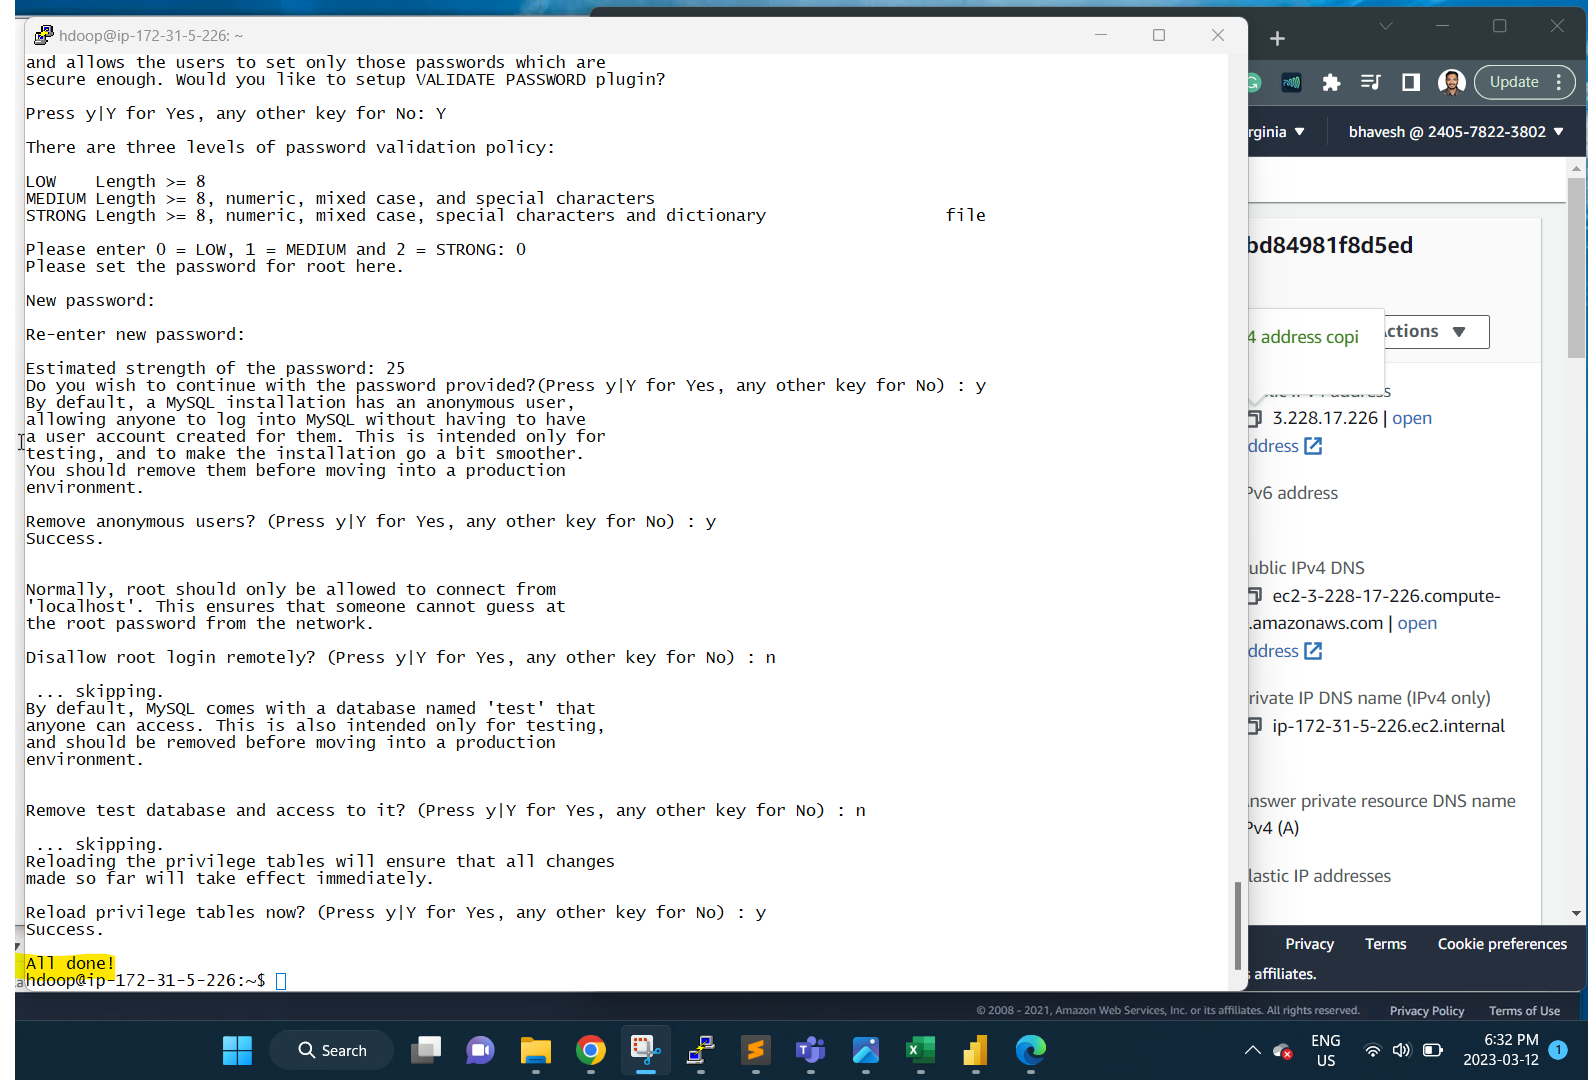 hdoop@ip-172-31-5-226: ~
and allows the users to set only those passwords which are
secure enough. Would you like to setup VALIDATE PASSWORD plugin?
Press y|Y for Yes, any other key for No: Y
There are three levels of password validation policy:
LOW    Length >= 8
MEDIUM Length >= 8, numeric, mixed case, and special characters
STRONG Length >= 8, numeric, mixed case, special characters and dictionary                  file
Please enter 0 = LOW, 1 = MEDIUM and 2 = STRONG: 0
Please set the password for root here.
New password:
Re-enter new password:
Estimated strength of the password: 25
Do you wish to continue with the password provided?(Press y|Y for Yes, any other key for No) : y
By default, a MySQL installation has an anonymous user,
allowing anyone to log into MySQL without having to have
a user account created for them. This is intended only for
testing, and to make the installation go a bit smoother.
You should remove them before moving into a production
environment.
Remove anonymous users? (Press y|Y for Yes, any other key for No) : y
Success.
Normally, root should only be allowed to connect from
'localhost'. This ensures that someone cannot guess at
the root password from the network.
Disallow root login remotely? (Press y|Y for Yes, any other key for No) : n
... skipping.
By default, MySQL comes with a database named 'test' that
anyone can access. This is also intended only for testing,
and should be removed before moving into a production
environment.
Remove test database and access to it? (Press y|Y for Yes, any other key for No) : n
... skipping.
Reloading the privilege tables will ensure that all changes
made so far will take effect immediately.
Reload privilege tables now? (Press y|Y for Yes, any other key for No) : y
Success.
All done!
hdoop@ip-172-31-5-226:~$
Update
rginia
bhavesh @ 2405-7822-3802
bd84981f8d5ed
4 address copi
ctions
3.228.17.226 | open
ddress
Pv6 address
ublic IPv4 DNS
ec2-3-228-17-226.compute-
.amazonaws.com | open
ddress
rivate IP DNS name (IPv4 only)
ip-172-31-5-226.ec2.internal
nswer private resource DNS name
Pv4 (A)
lastic IP addresses
Privacy Terms Cookie preferences
affiliates.
© 2008 - 2021, Amazon Web Services, Inc. or its affiliates. All rights reserved. Privacy Policy Terms of Use
Search
ENG
US
6:32 PM
2023-03-12
1